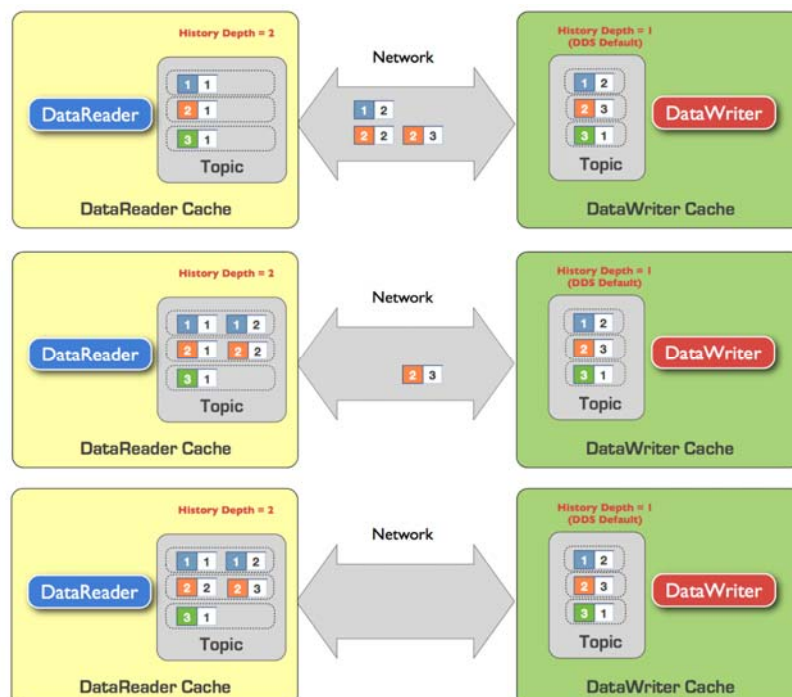 History Depth = 2
DataReader
1 1
2 1
3 1
Topic
DataReader Cache
Network
1 2
2 2 2 3
History Depth = 1
(DDS Default)
1 2
2 3
3 1
Topic
DataWriter
DataWriter Cache
History Depth = 2
DataReader
1 1 1 2
2 1 2 2
3 1
Topic
DataReader Cache
Network
2 3
History Depth = 1
(DDS Default)
1 2
2 3
3 1
Topic
DataWriter
DataWriter Cache
History Depth = 2
DataReader
1 1 1 2
2 2 2 3
3 1
Topic
DataReader Cache
Network
History Depth = 1
(DDS Default)
1 2
2 3
3 1
Topic
DataWriter
DataWriter Cache